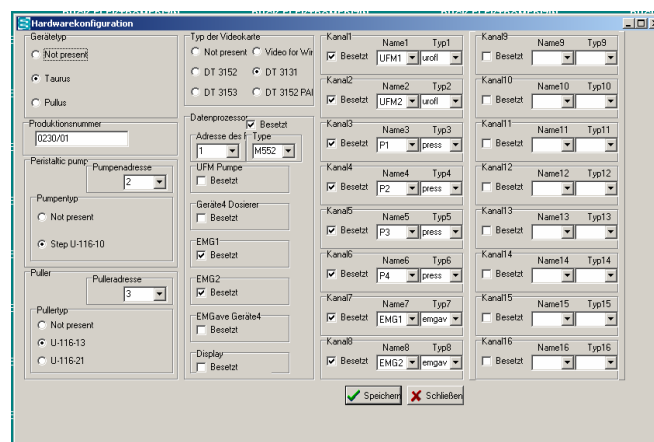 Hardwarekonfiguration
Gerätetyp
Not present
Taurus
Pullus
Produktionsnummer
0230/01
Peristaltic pump
Pumpenadresse
2
Pumpentyp
Not present
Step U-116-10
Puller
Pulleradresse
3
Pullertyp
Not present
U-116-13
U-116-21
Typ der Videokarte
Not present Video for Wir
DT 3152 DT 3131
DT 3153 DT 3152 PAL
Datenprozessor Besetzt
Adresse des Type
1 M552
UFM Pumpe
Besetzt
Geräte4 Dosierer
Besetzt
EMG1
Besetzt
EMG2
Besetzt
EMGave Geräte4
Besetzt
Display
Besetzt
Kanal1 Name1 Typ1
Besetzt UFM1 urofl
Kanal2 Name2 Typ2
Besetzt UFM2 urofl
Kanal3 Name3 Typ3
Besetzt P1 press
Kanal4 Name4 Typ4
Besetzt P2 press
Kanal5 Name5 Typ5
Besetzt P3 press
Kanal6 Name6 Typ6
Besetzt P4 press
Kanal7 Name7 Typ7
Besetzt EMG1 emgav
Kanal8 Name8 Typ8
Besetzt EMG2 emgav
Kanal9 Name9 Typ9
Besetzt
Kanal10 Name10 Typ10
Besetzt
Kanal11 Name11 Typ11
Besetzt
Kanal12 Name12 Typ12
Besetzt
Kanal13 Name13 Typ13
Besetzt
Kanal14 Name14 Typ14
Besetzt
Kanal15 Name15 Typ15
Besetzt
Kanal16 Name16 Typ16
Besetzt
Speichern Schließen